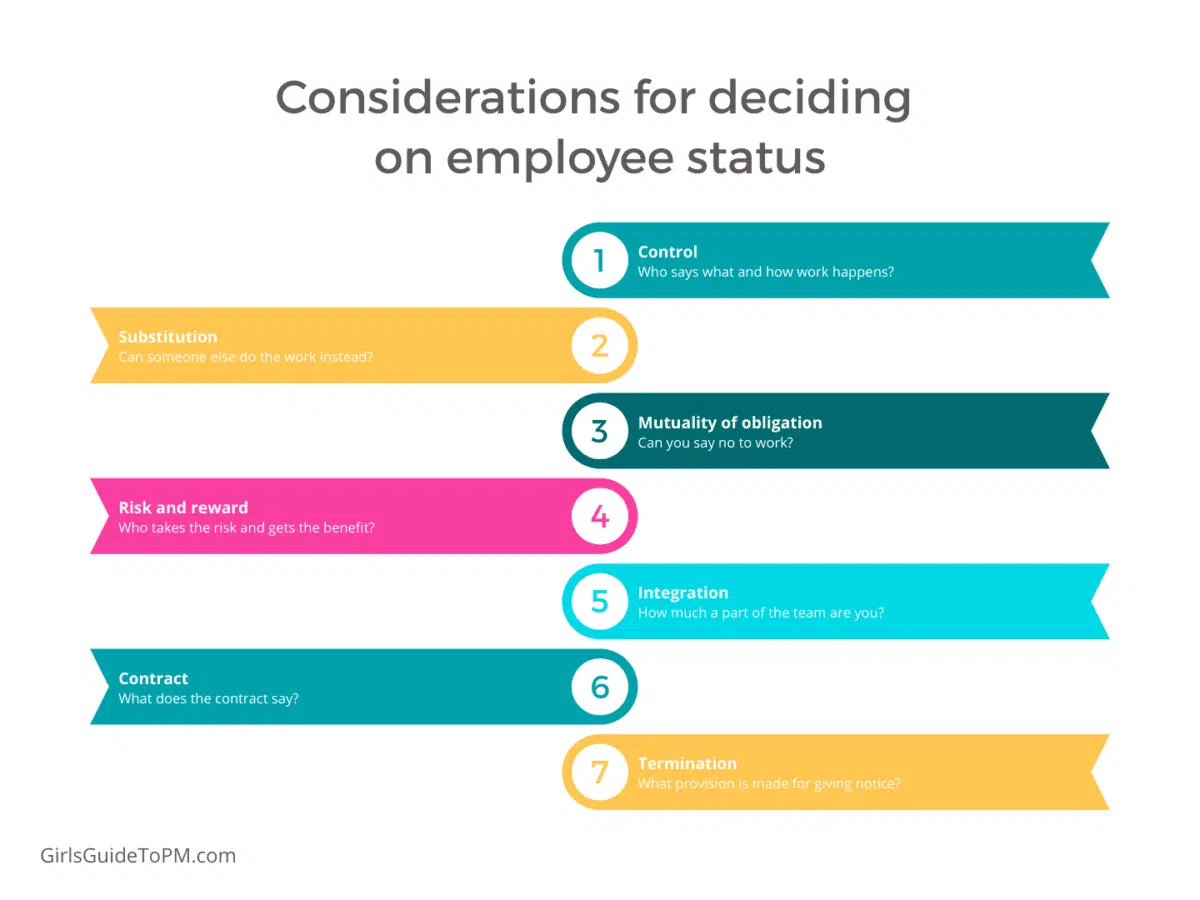 Considerations for deciding
on employee status
1
Control
Who says what and how work happens?
Substitution
Can someone else do the work instead?
2
3
Mutuality of obligation
Can you say no to work?
Risk and reward
Who takes the risk and gets the benefit?
4
5
Integration
How much a part of the team are you?
Contract
What does the contract say?
6
7
Termination
What provision is made for giving notice?
GirlsGuideToPM.com